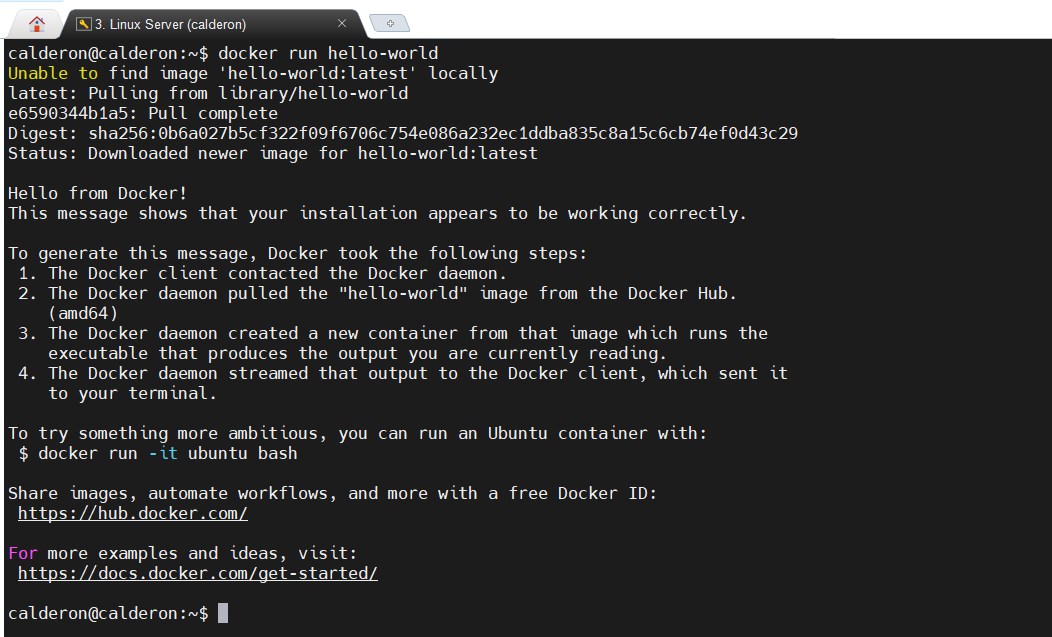 3. Linux Server (calderon)
calderon@calderon:~$ docker run hello-world
Unable to find image 'hello-world:latest' locally
latest: Pulling from library/hello-world
e6590344b1a5: Pull complete
Digest: sha256:0b6a027b5cf322f09f6706c754e086a232ec1ddba835c8a15c6cb74ef0d43c29
Status: Downloaded newer image for hello-world:latest

Hello from Docker!
This message shows that your installation appears to be working correctly.

To generate this message, Docker took the following steps:
 1. The Docker client contacted the Docker daemon.
 2. The Docker daemon pulled the "hello-world" image from the Docker Hub.
    (amd64)
 3. The Docker daemon created a new container from that image which runs the
    executable that produces the output you are currently reading.
 4. The Docker daemon streamed that output to the Docker client, which sent it
    to your terminal.

To try something more ambitious, you can run an Ubuntu container with:
 $ docker run -it ubuntu bash

Share images, automate workflows, and more with a free Docker ID:
 https://hub.docker.com/

For more examples and ideas, visit:
 https://docs.docker.com/get-started/

calderon@calderon:~$